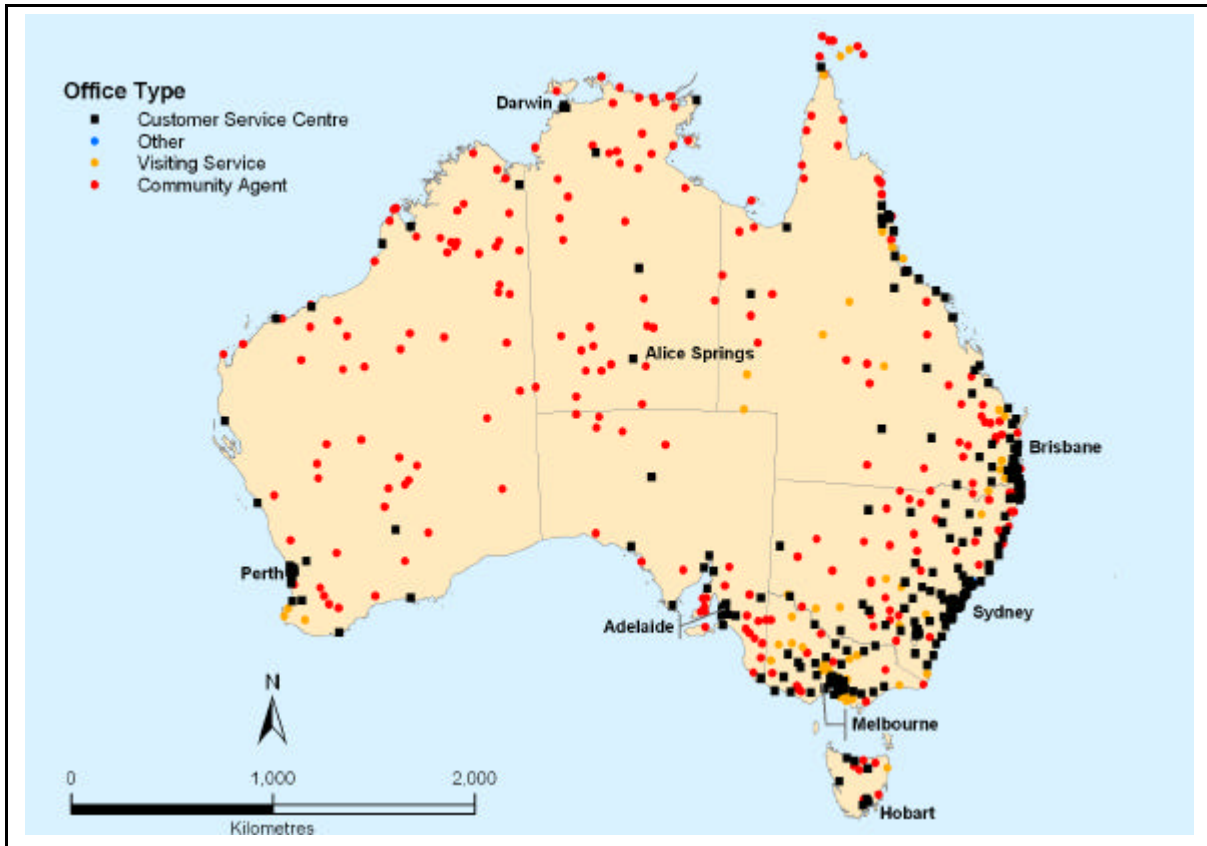 Office Type
Customer Service Centre
Other
Visiting Service
Community Agent
Darwin
Alice Springs
Brisbane
Perth
Adelaide
Sydney
Melbourne
Hobart
N
0 1,000 2,000
Kilometres